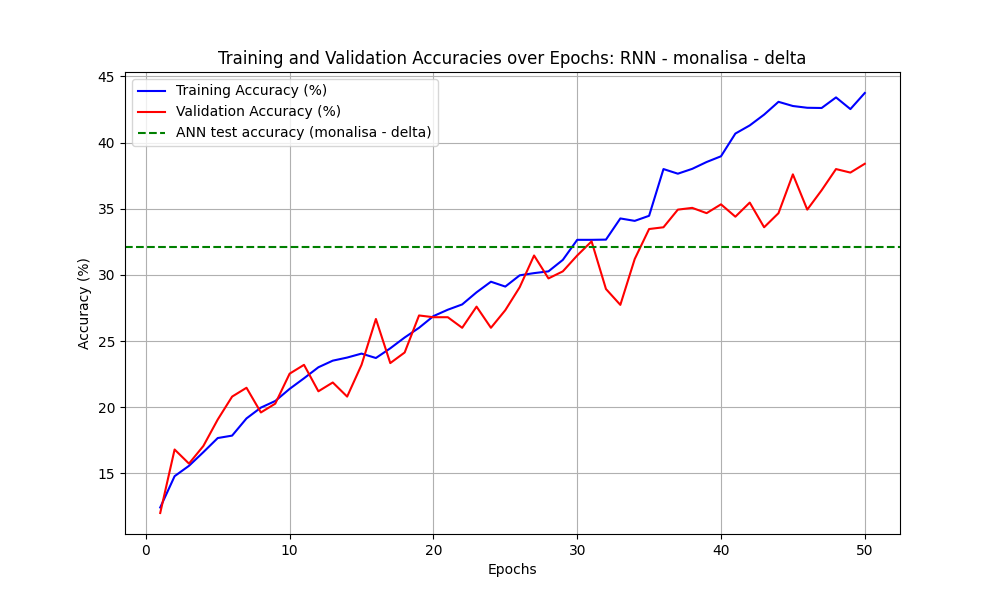 Training and Validation Accuracies over Epochs: RNN - monalisa - delta
Training Accuracy (%)
Validation Accuracy (%)
ANN test accuracy (monalisa - delta)
Accuracy (%)
45
40
35
30
25
20
15
0 10 20 30 40 50
Epochs